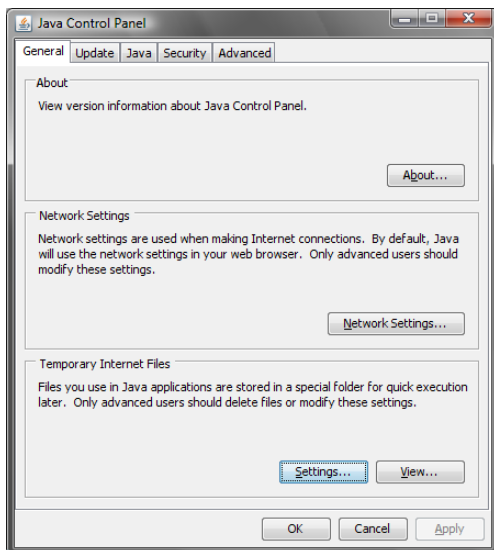 Java Control Panel
General Update Java Security Advanced
About
View version information about Java Control Panel.
About...
Network Settings
Network settings are used when making Internet connections. By default, Java
will use the network settings in your web browser. Only advanced users should
modify these settings.
Network Settings...
Temporary Internet Files
Files you use in Java applications are stored in a special folder for quick execution
later. Only advanced users should delete files or modify these settings.
Settings... View...
OK Cancel Apply